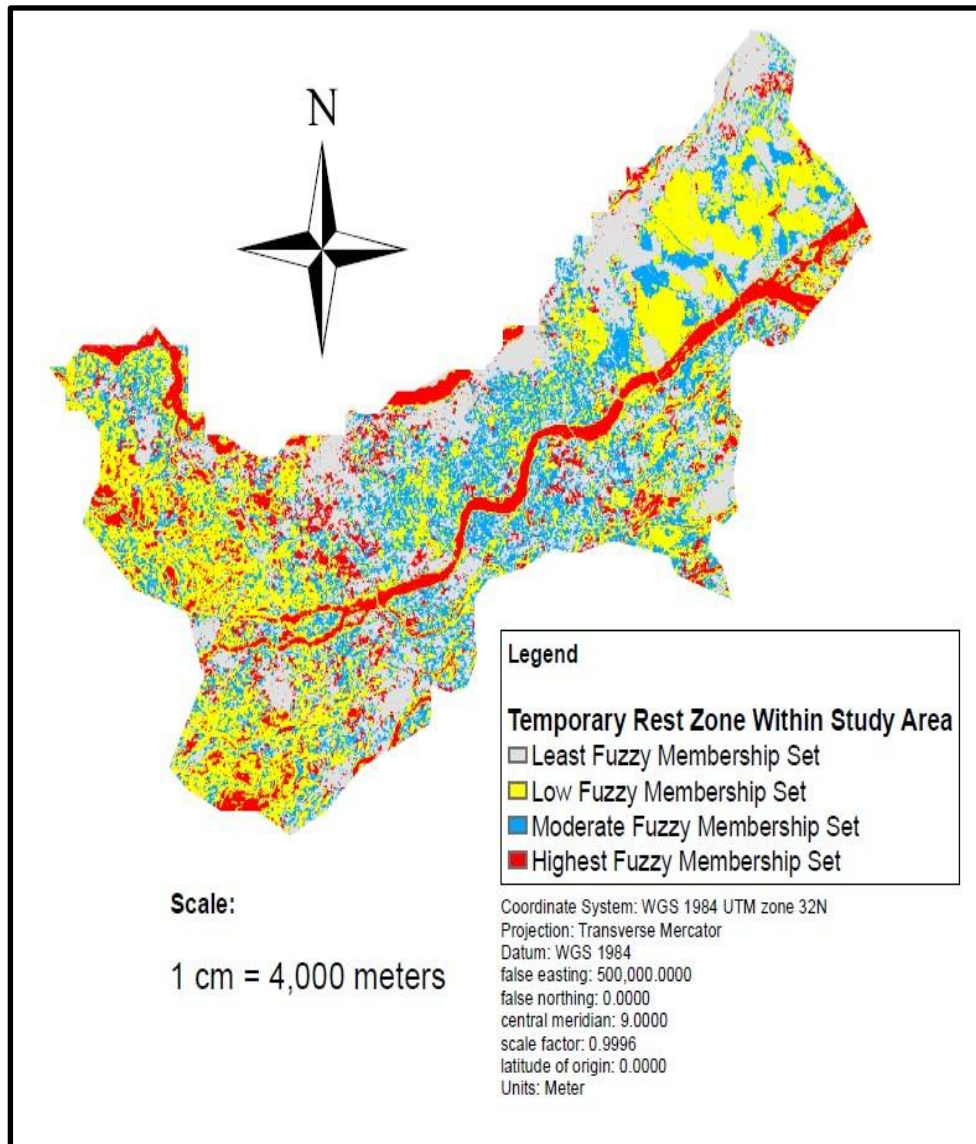 N
Legend
Temporary Rest Zone Within Study Area
Least Fuzzy Membership Set
Low Fuzzy Membership Set
Moderate Fuzzy Membership Set
Highest Fuzzy Membership Set
Scale:
1 cm = 4,000 meters
Coordinate System: WGS 1984 UTM zone 32N
Projection: Transverse Mercator
Datum: WGS 1984
false easting: 500,000.0000
false northing: 0.0000
central meridian: 9.0000
scale factor: 0.9996
latitude of origin: 0.0000
Units: Meter